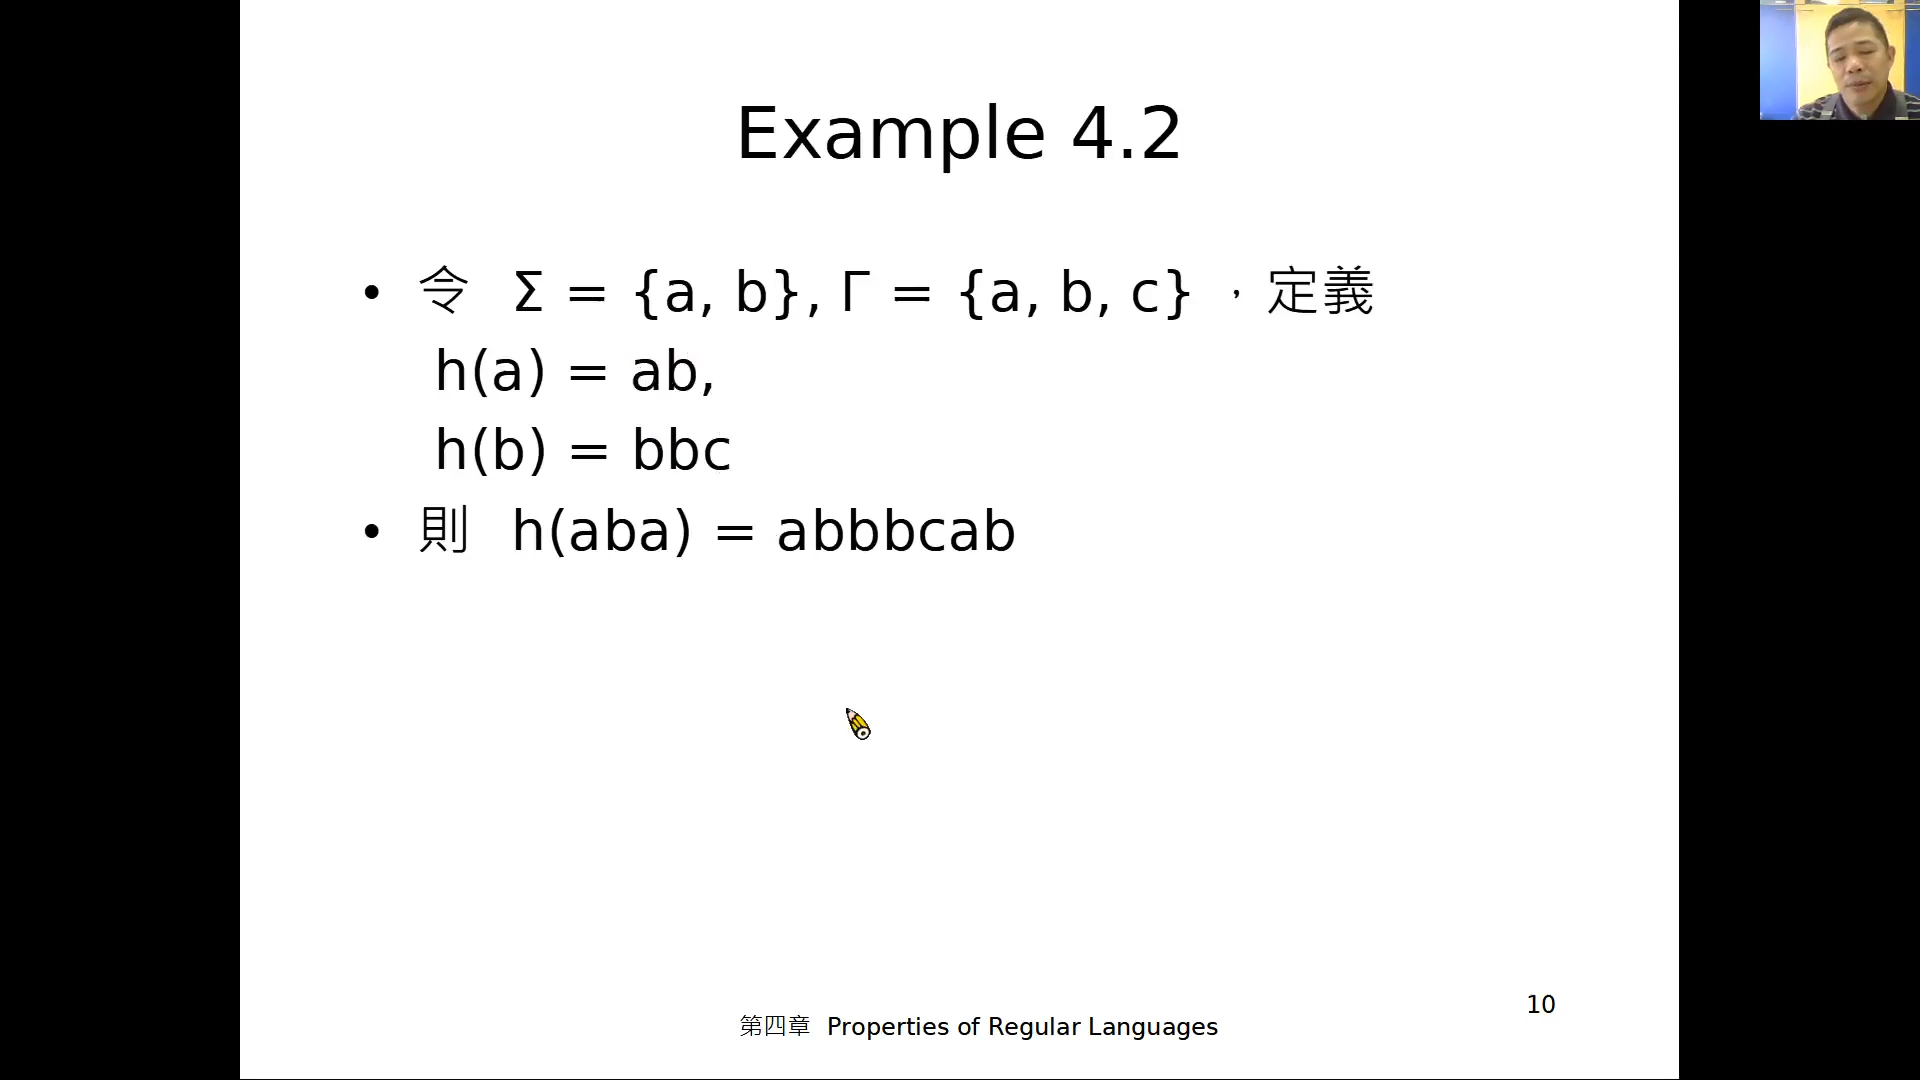 Example 4.2
• 令 Σ = {a, b}, Γ = {a, b, c} ，定義
h(a) = ab,
h(b) = bbc
• 則 h(aba) = abbbcab
10
第四章 Properties of Regular Languages